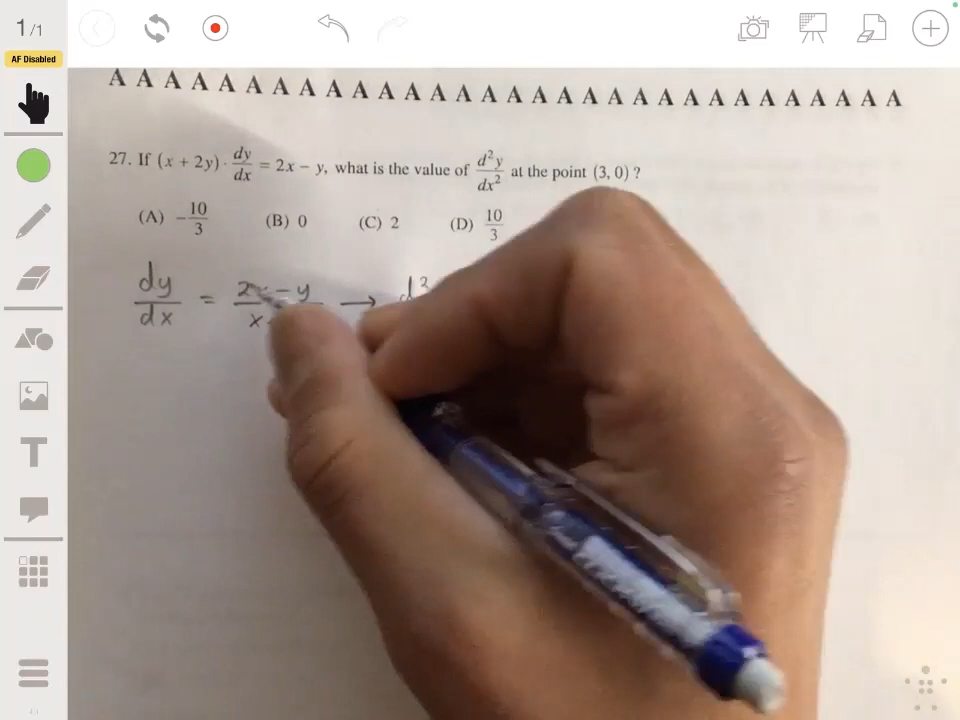 1/1
AF Disabled
A A A A A A A A A A A A A A A A A A A A A A A A A A A A A A
27. If (x + 2y) · dy/dx = 2x − y, what is the value of d²y/dx² at the point (3, 0) ?
(A) −10/3 (B) 0 (C) 2 (D) 10/3
dy/dx = 2x − y / x →
T